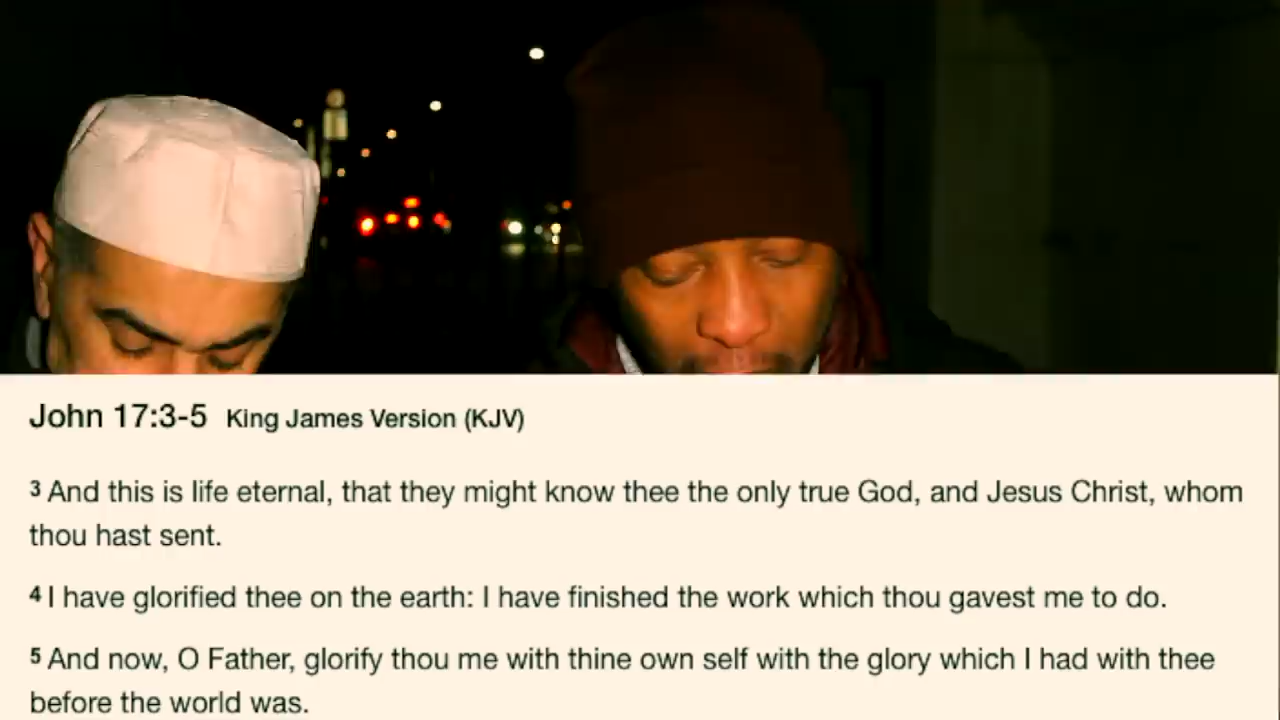 John 17:3-5 King James Version (KJV)
3 And this is life eternal, that they might know thee the only true God, and Jesus Christ, whom
thou hast sent.
4 I have glorified thee on the earth: I have finished the work which thou gavest me to do.
5 And now, O Father, glorify thou me with thine own self with the glory which I had with thee
before the world was.